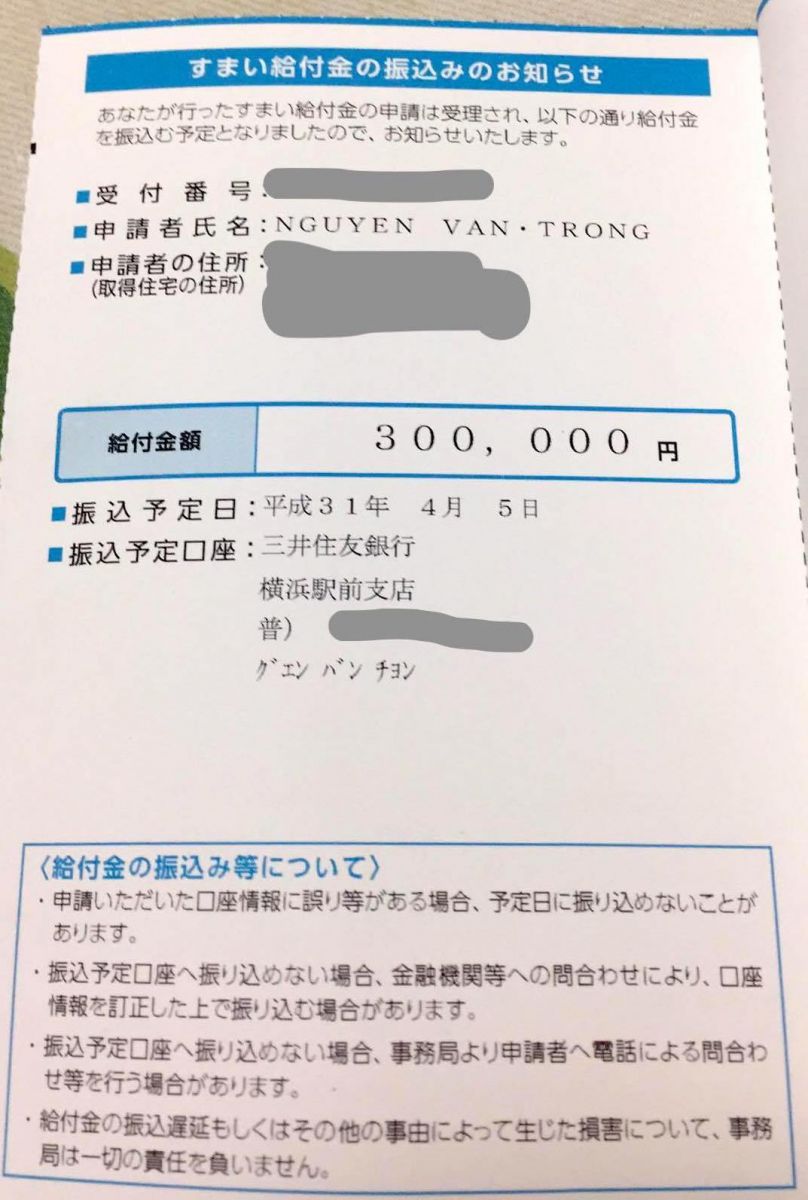 すまい給付金の振込みのお知らせ
あなたが行ったすまい給付金の申請は受理され、以下の通り給付金
を振込む予定となりましたので、お知らせいたします。
■受付番号:
■申請者氏名:NGUYEN VAN・TRONG
■申請者の住所:
(取得住宅の住所)
給付金額 300,000 円
■振込予定日:平成31年 4月 5日
■振込予定口座:三井住友銀行
横浜駅前支店
普)
グエン バン チョン
〈給付金の振込み等について〉
・申請いただいた口座情報に誤り等がある場合、予定日に振り込めないことが
あります。
・振込予定口座へ振り込めない場合、金融機関等への問合わせにより、口座
情報を訂正した上で振り込む場合があります。
・振込予定口座へ振り込めない場合、事務局より申請者へ電話による問合わ
せ等を行う場合があります。
・給付金の振込遅延もしくはその他の事由によって生じた損害について、事務
局は一切の責任を負いません。